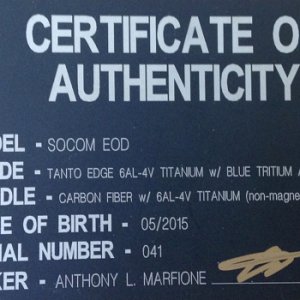 CERTIFICATE O
AUTHENTICITY
DEL - SOCOM EOD
DE - TANTO EDGE 6AL-4V TITANIUM w/ BLUE TRITIUM A
DLE - CARBON FIBER w/ 6AL-4V TITANIUM (non-magne
E OF BIRTH - 05/2015
IAL NUMBER - 041
KER - ANTHONY L. MARFIONE